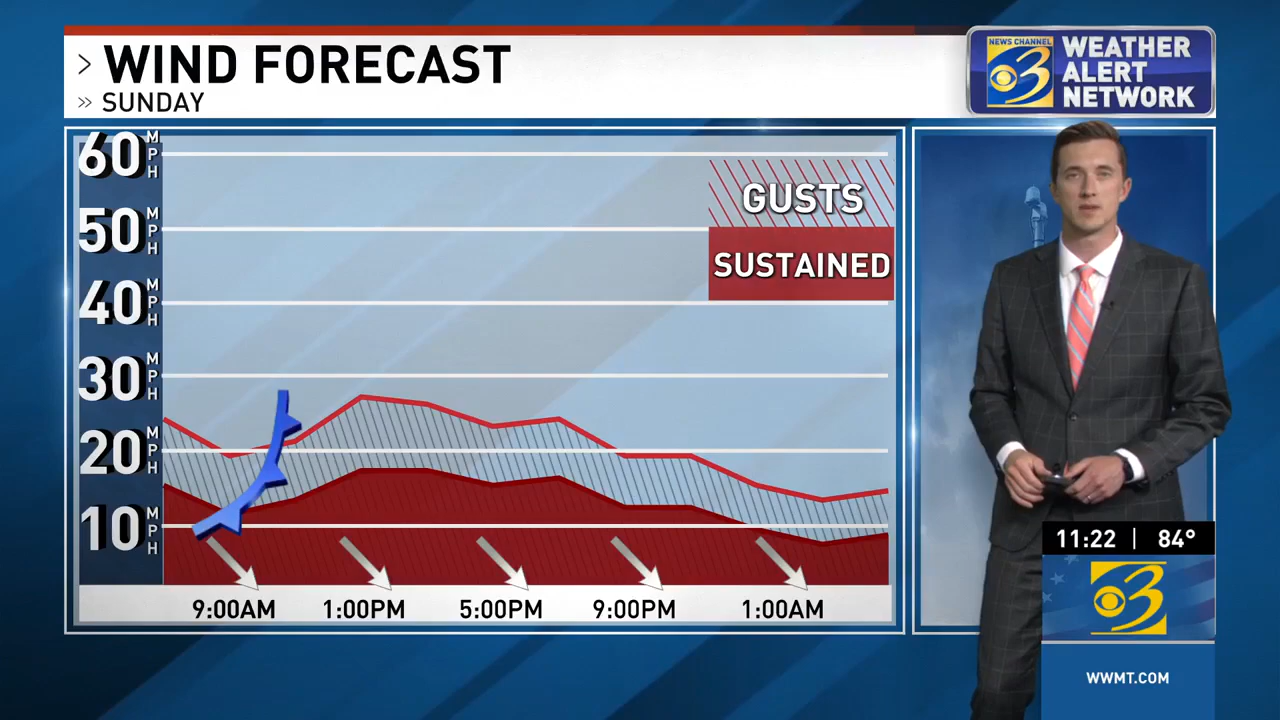 > WIND FORECAST
» SUNDAY
NEWS CHANNEL
3
WEATHER
ALERT
NETWORK
60 MPH
50 MPH
40 MPH
30 MPH
20 MPH
10 MPH
GUSTS
SUSTAINED
9:00AM
1:00PM
5:00PM
9:00PM
1:00AM
11:22 | 84°
3
WWMT.COM